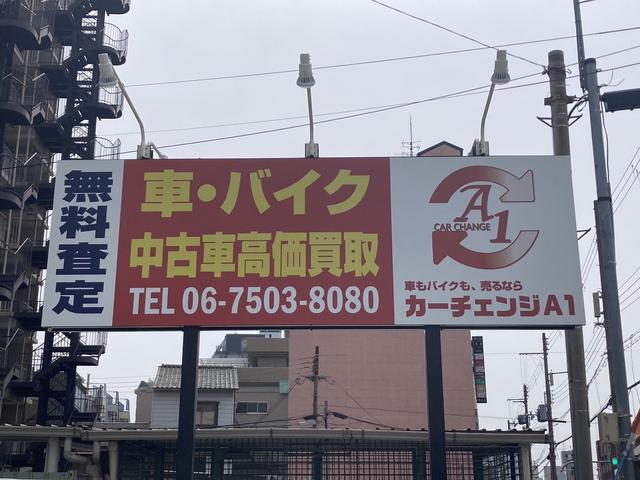 無料査定
車・バイク
中古車高価買取
TEL 06-7503-8080
A1
CAR CHANGE
車もバイクも、売るなら
カーチェンジA1